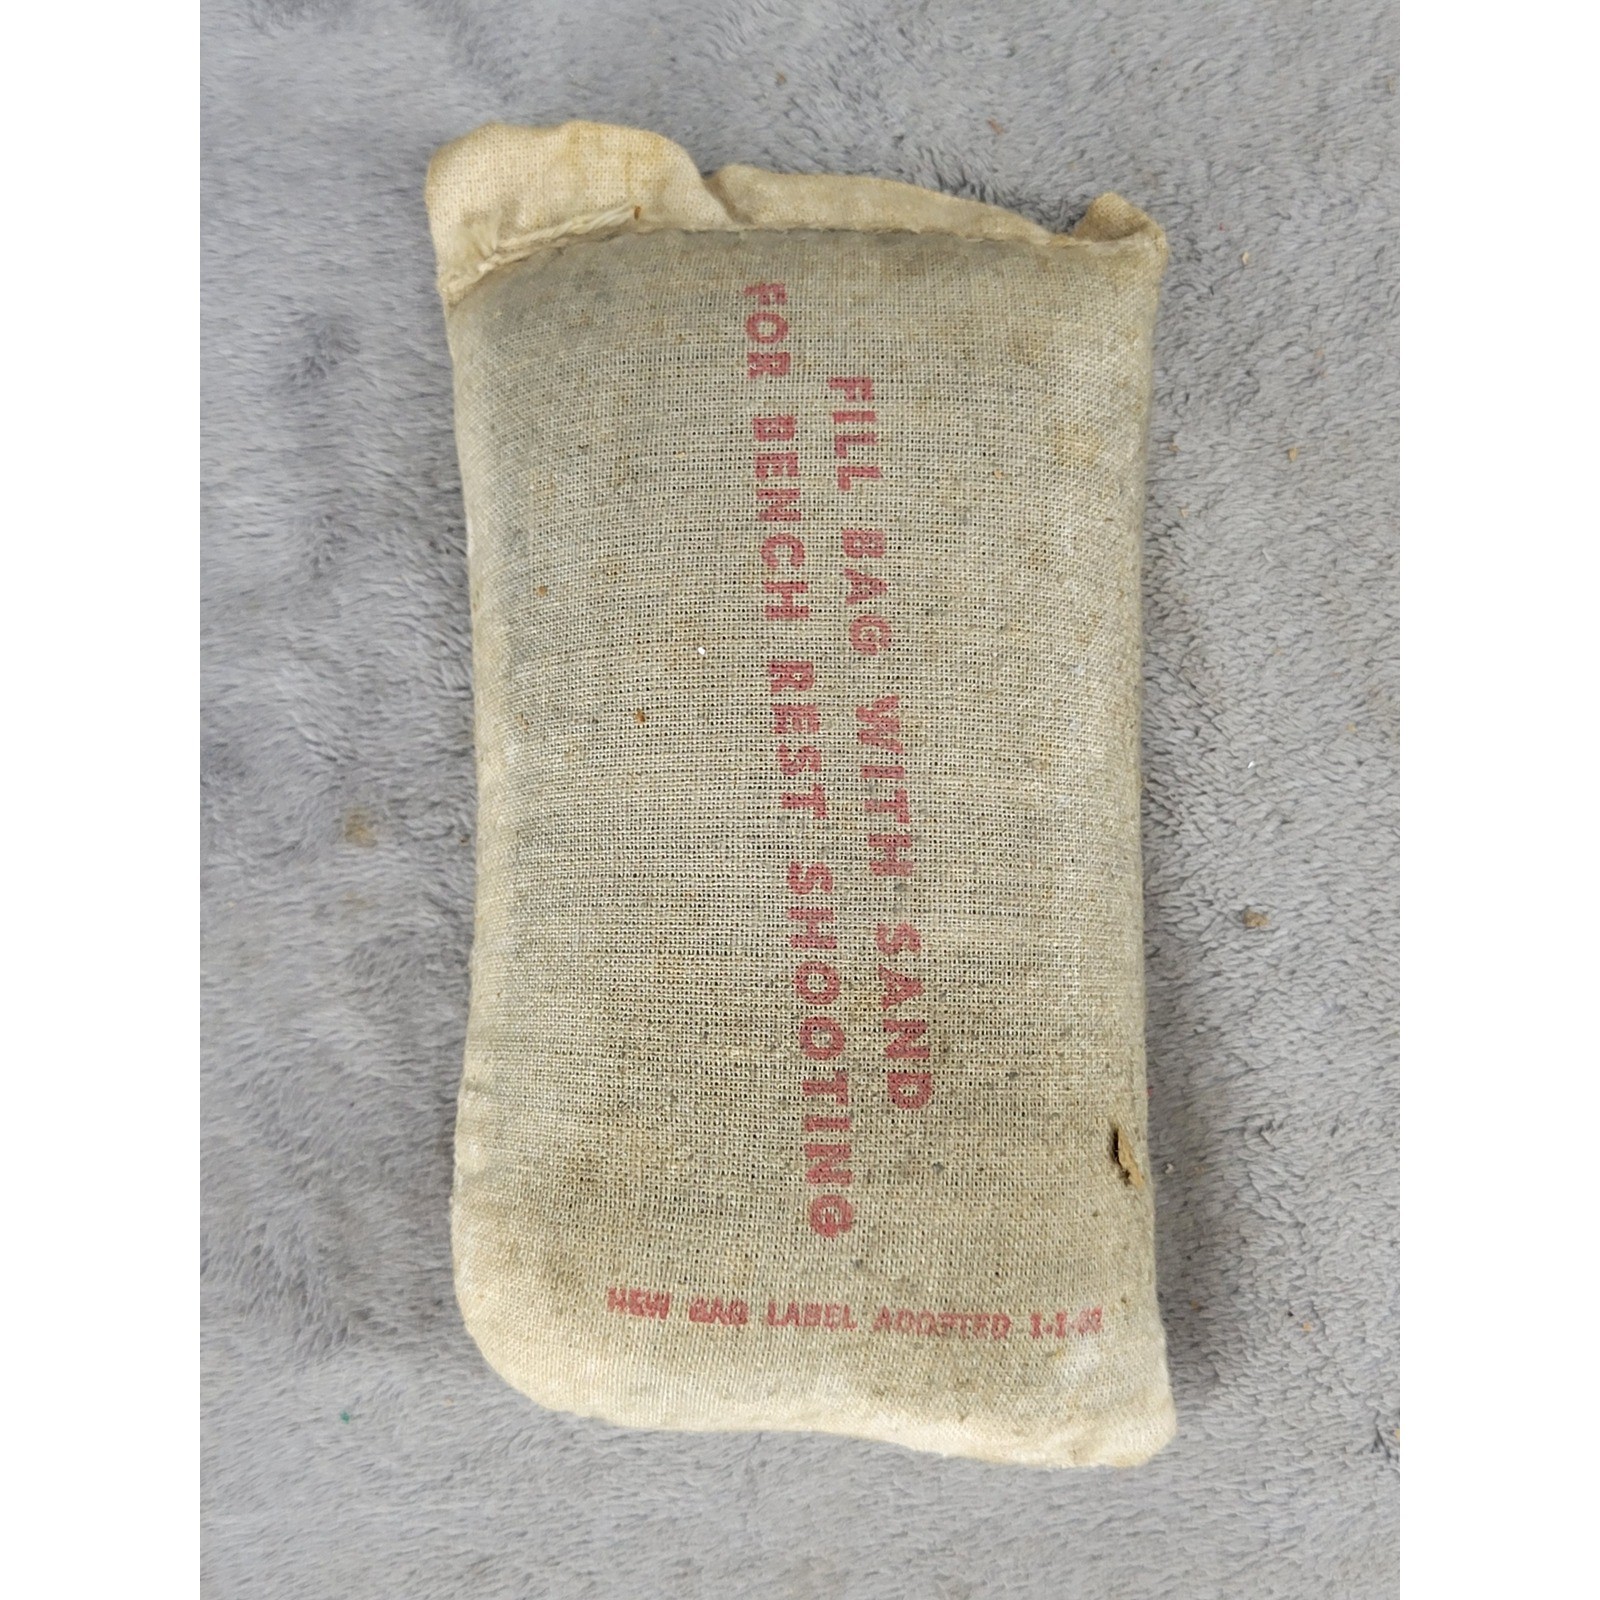 FILL BAG WITH SAND
FOR BENCH REST SHOOTING
NEW BAG LABEL ADOPTED